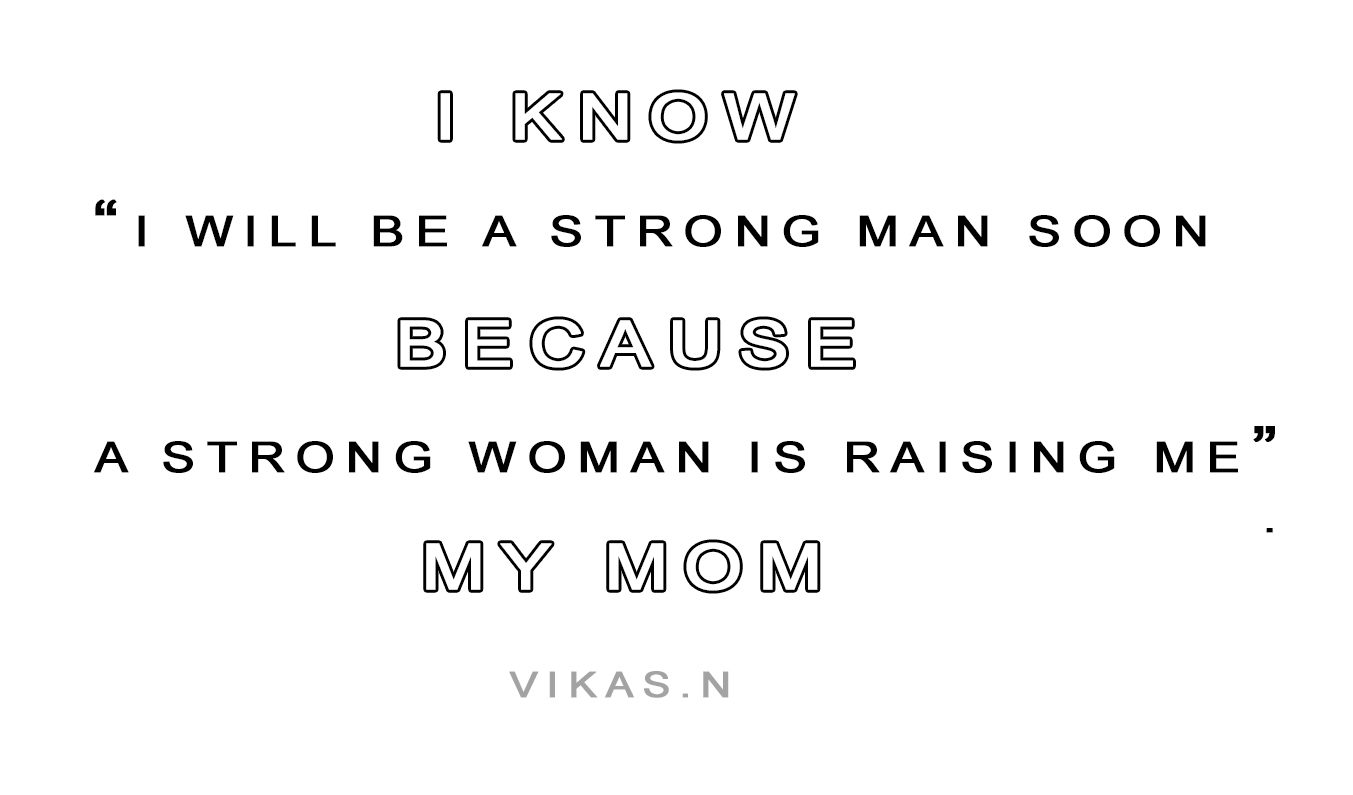 I KNOW
“I WILL BE A STRONG MAN SOON
BECAUSE
A STRONG WOMAN IS RAISING ME”
.
MY MOM
VIKAS.N